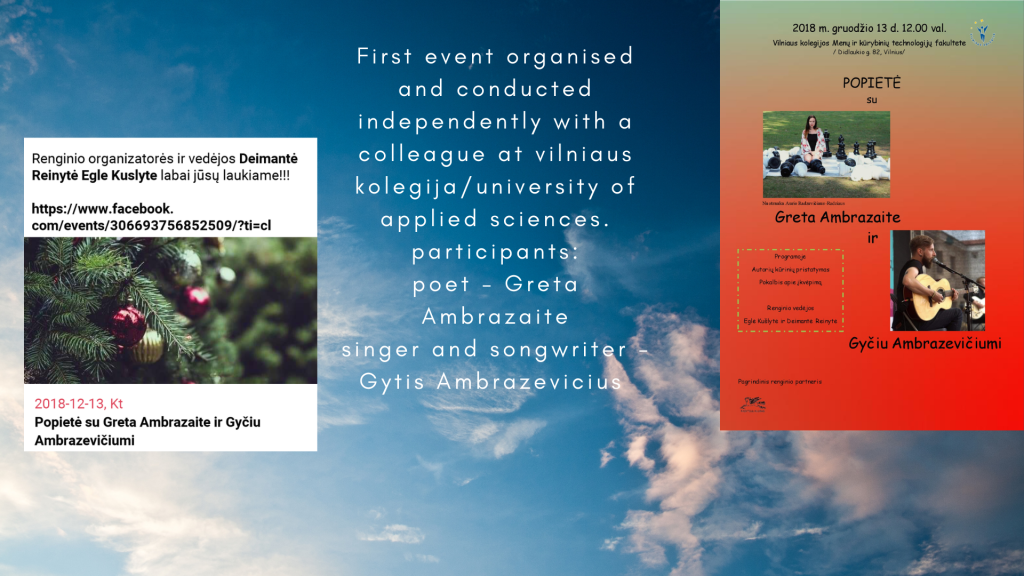 Renginio organizatorės ir vedėjos Deimantė
Reinytė Egle Kuslyte labai jūsų laukiame!!!
https://www.facebook.
com/events/306693756852509/?ti=cl
2018-12-13, Kt
Popietė su Greta Ambrazaite ir Gyčiu
Ambrazevičiumi
First event organised
and conducted
independently with a
colleague at vilniaus
kolegija/university of
applied sciences.
participants:
poet - Greta
Ambrazaite
singer and songwriter -
Gytis Ambrazevicius
2018 m. gruodžio 13 d. 12.00 val.
Vilniaus kolegijos Menų ir kūrybinių technologijų fakultete
/ Didlaukio g. 82, Vilnius/
POPIETĖ
su
Greta Ambrazaite
ir
Programoje
Autorių kūrinių pristatymas
Pokalbis apie įkvėpimą
Renginio vedėjos
Eglė Kušlytė ir Deimantė Reinytė
Gyčiu Ambrazevičiumi
Pagrindinis renginio partneris